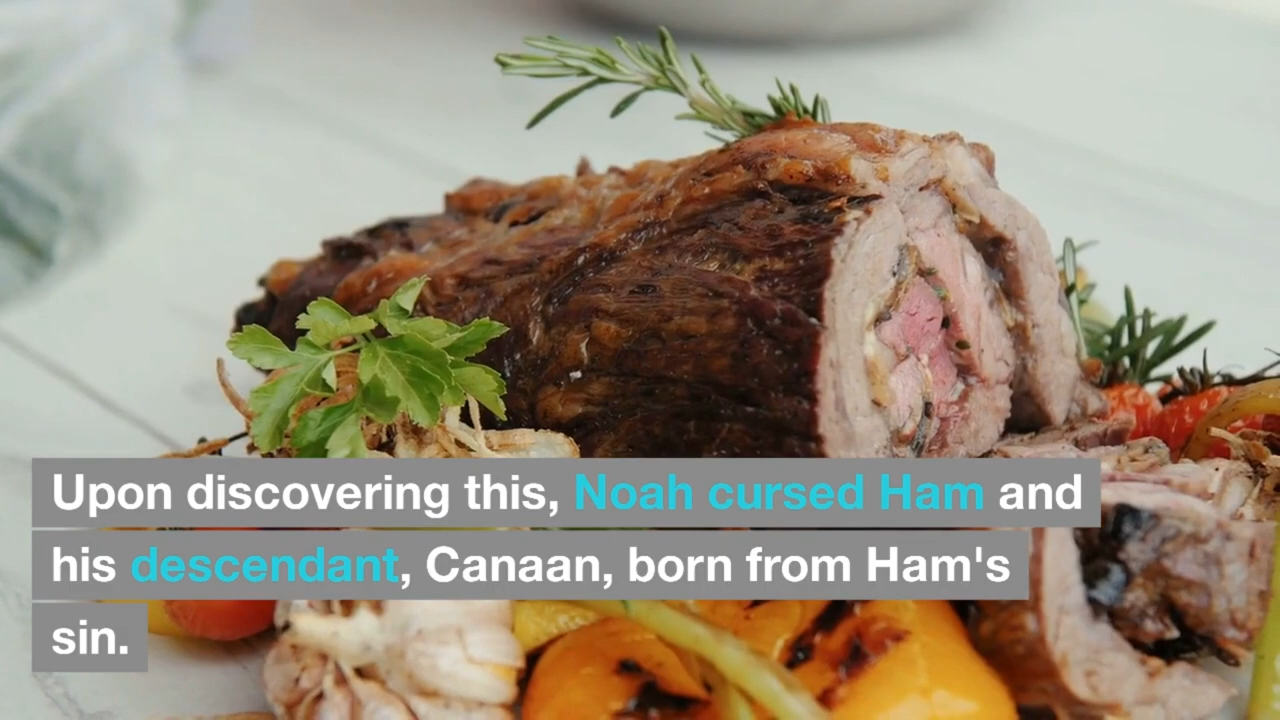 Upon discovering this, Noah cursed Ham and
his descendant, Canaan, born from Ham's
sin.